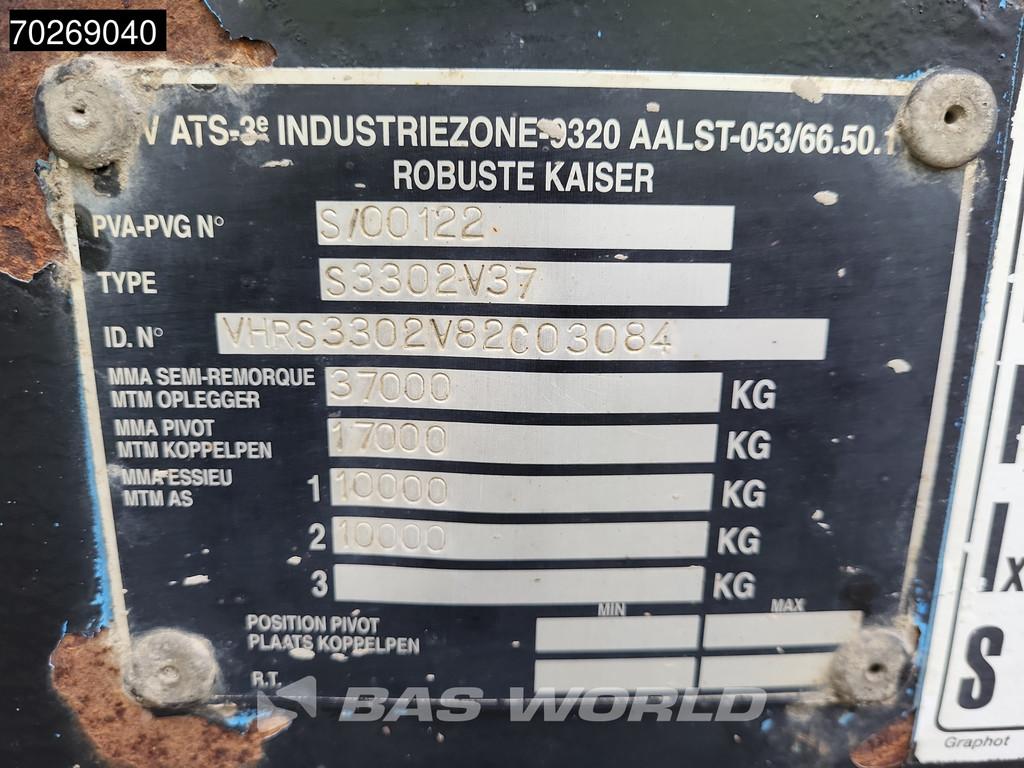 70269040
V ATS-3e INDUSTRIEZONE-9320 AALST-053/66.50.1
ROBUSTE KAISER
PVA-PVG N° S/00122
TYPE S3302V37
ID. N° VHRS3302V82C03084
MMA SEMI-REMORQUE
MTM OPLEGGER 37000 KG
MMA PIVOT
MTM KOPPELPEN 17000 KG
MMA ESSIEU
MTM AS 1 10000 KG
2 10000 KG
3 KG
MIN MAX
POSITION PIVOT
PLAATS KOPPELPEN
R.T.
BAS WORLD
I x
S
Graphot